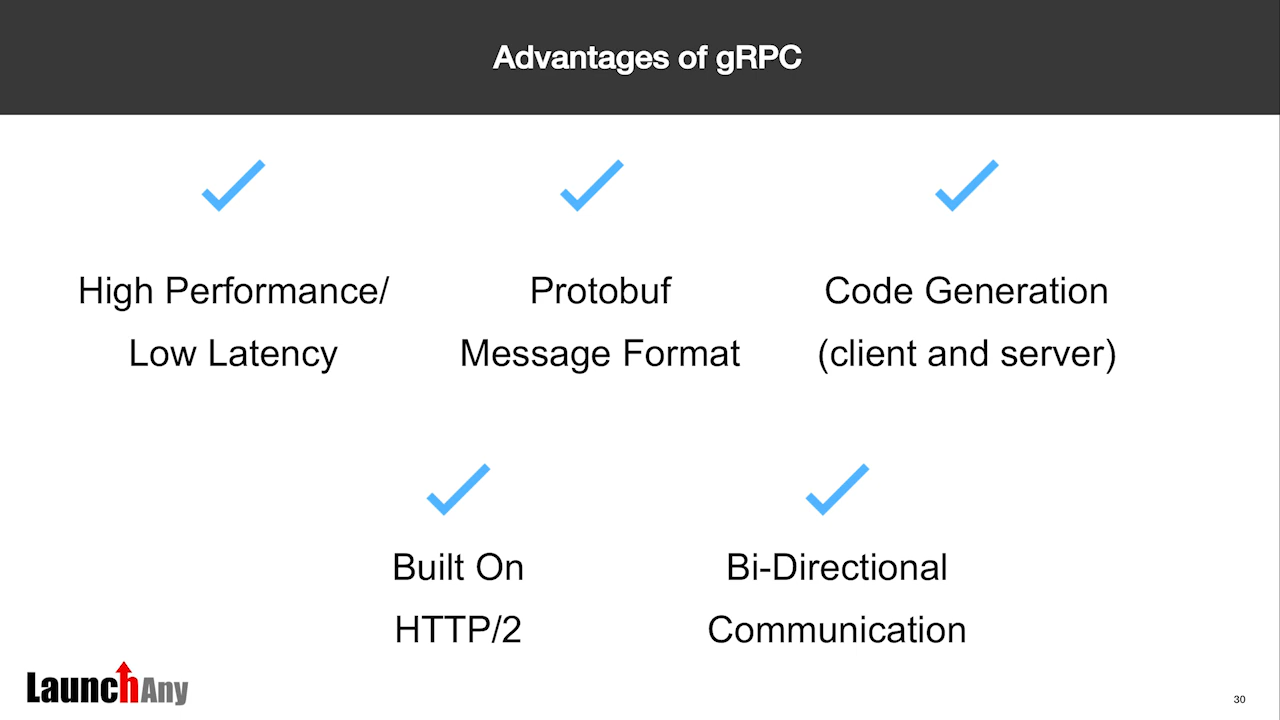 Advantages of gRPC
High Performance/
Low Latency
Protobuf
Message Format
Code Generation
(client and server)
Built On
HTTP/2
Bi-Directional
Communication
LaunchAny
30